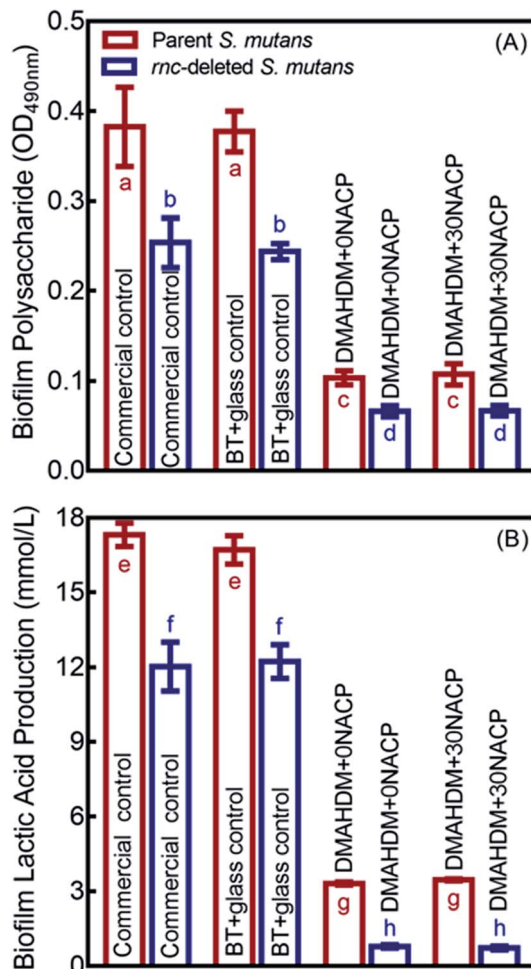 Biofilm Polysaccharide (OD490nm)
0.5
0.4
0.3
0.2
0.1
0.0
Parent S. mutans
rnc-deleted S. mutans
(A)
a
b
a
b
c
d
c
d
Commercial control
Commercial control
BT+glass control
BT+glass control
DMAHDM+0NACP
DMAHDM+0NACP
DMAHDM+30NACP
DMAHDM+30NACP
Biofilm Lactic Acid Production (mmol/L)
18
15
12
9
6
3
0
(B)
e
f
e
f
g
h
g
h
Commercial control
Commercial control
BT+glass control
BT+glass control
DMAHDM+0NACP
DMAHDM+0NACP
DMAHDM+30NACP
DMAHDM+30NACP